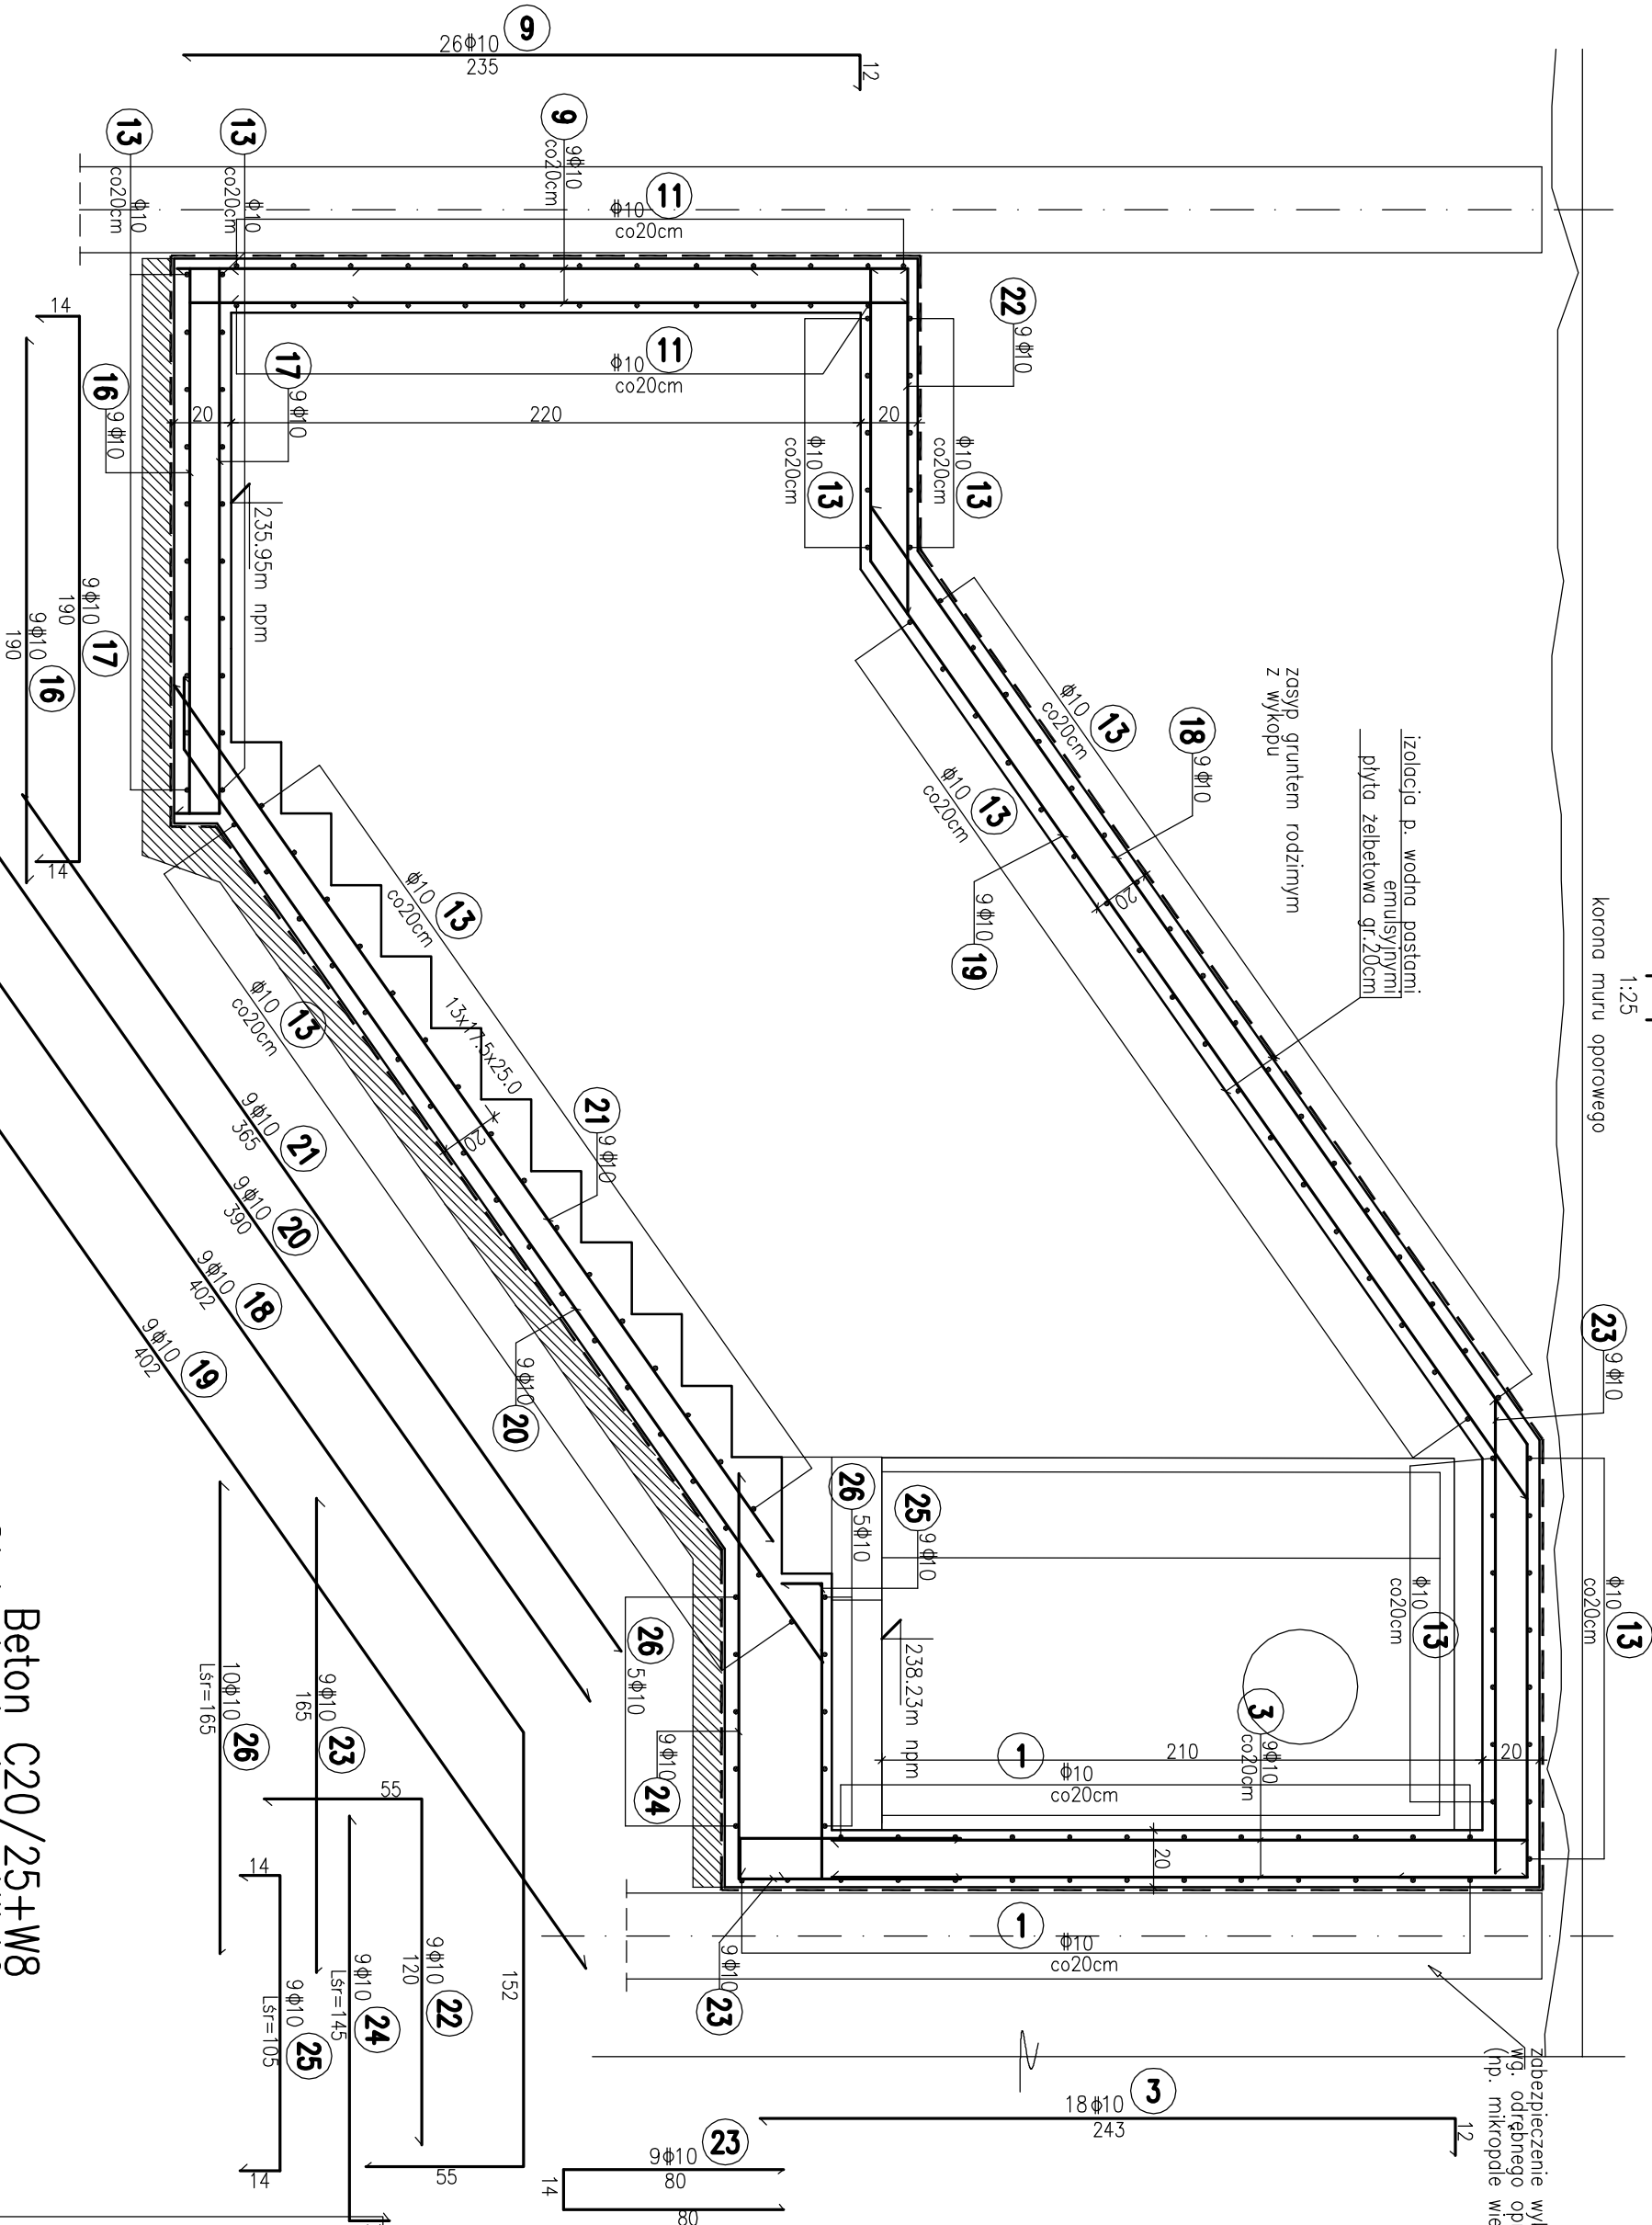 1:25
korona muru oporowego
izolacja p. wodna pastami
emulsyjnymi
płyta żelbetowa gr.20cm
zasyp gruntem rodzimym
z wykopu
9
26ϕ10
235
12
9
9ϕ10
co20cm
13
ϕ10
co20cm
13
ϕ10
co20cm
11
ϕ10
co20cm
11
ϕ10
co20cm
22
9ϕ10
13
ϕ10
co20cm
13
ϕ10
co20cm
17
9ϕ10
16
9ϕ10
20
220
20
235.95m npm
14
14
9ϕ10
190
17
9ϕ10
190
16
18
9ϕ10
13
ϕ10
co20cm
13
ϕ10
co20cm
19
9ϕ10
20
13
ϕ10
co20cm
13
ϕ10
co20cm
13x17.5x25.0
20
21
9ϕ10
20
9ϕ10
9ϕ10
365
21
9ϕ10
390
20
9ϕ10
402
18
9ϕ10
402
19
23
9ϕ10
13
ϕ10
co20cm
13
ϕ10
co20cm
26
5ϕ10
25
9ϕ10
26
5ϕ10
24
9ϕ10
238.23m npm
3
9ϕ10
co20cm
210
20
20
1
ϕ10
co20cm
1
ϕ10
co20cm
23
9ϕ10
zabezpieczenie
wg. odrębnego
(np. mikropale
3
18ϕ10
243
12
23
9ϕ10
80
14
80
10ϕ10
Lśr=165
26
9ϕ10
165
23
55
9ϕ10
120
22
152
55
9ϕ10
Lśr=145
24
14
9ϕ10
Lśr=105
25
14
Beton C20/25+W8